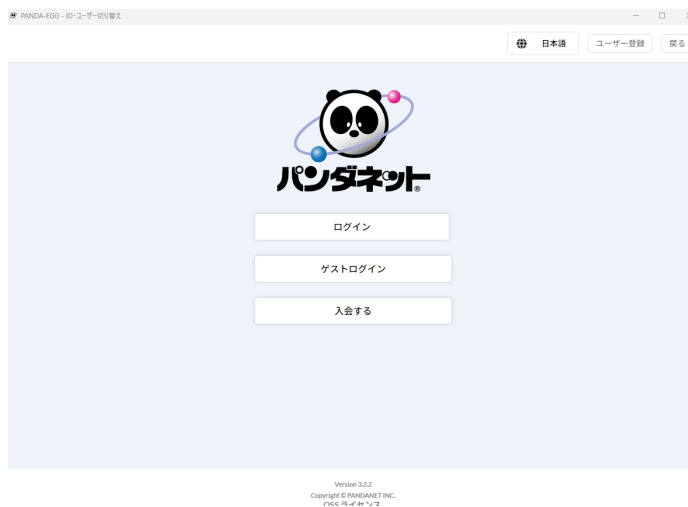 PANDA-EGG - ID・ユーザー切り替え
日本語 ユーザー登録 戻る
パンダネット®
ログイン
ゲストログイン
入会する
Version 3.2.2
Copyright © PANDANET INC.
OSS ライセンス